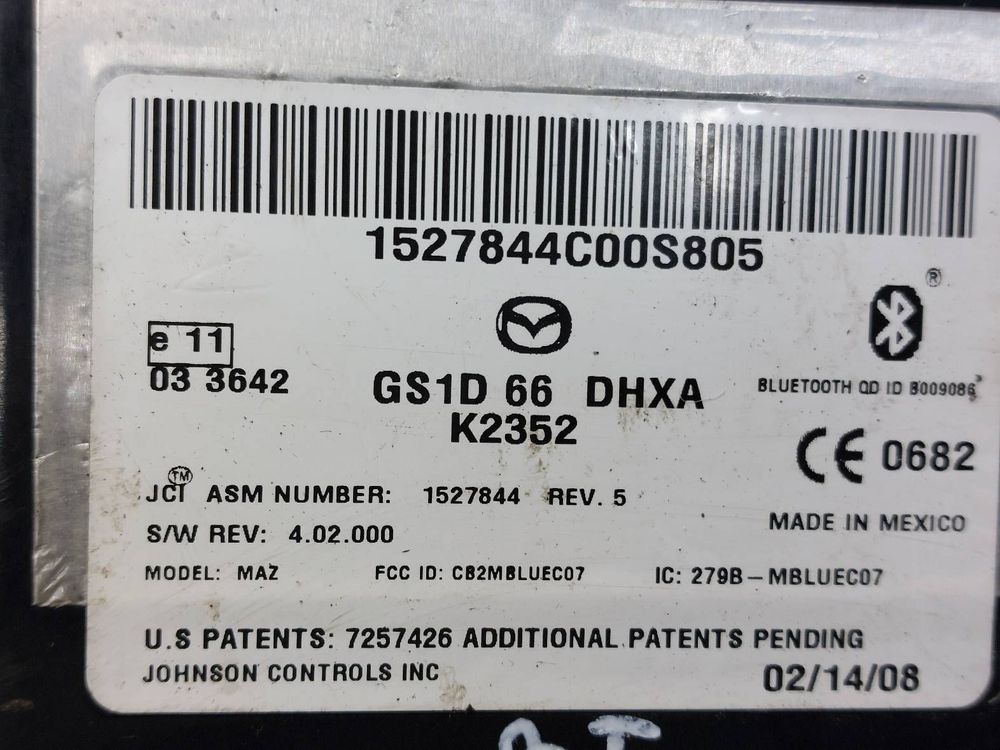 1527844C00S805
®
e 11
03 3642
GS1D 66 DHXA
K2352
BLUETOOTH QD ID B009086
CE 0682
JCI™ ASM NUMBER: 1527844 REV. 5
S/W REV: 4.02.000
MADE IN MEXICO
MODEL: MAZ FCC ID: CB2MBLUEC07 IC: 279B-MBLUEC07
U.S PATENTS: 7257426 ADDITIONAL PATENTS PENDING
JOHNSON CONTROLS INC
02/14/08